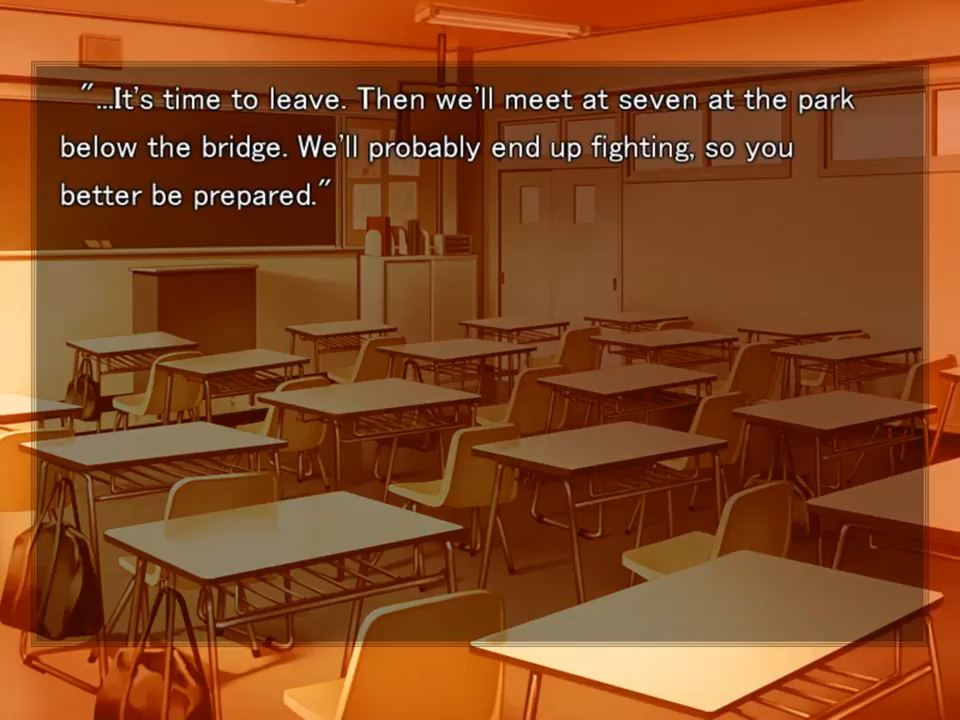 "...It's time to leave. Then we'll meet at seven at the park
below the bridge. We'll probably end up fighting, so you
better be prepared."